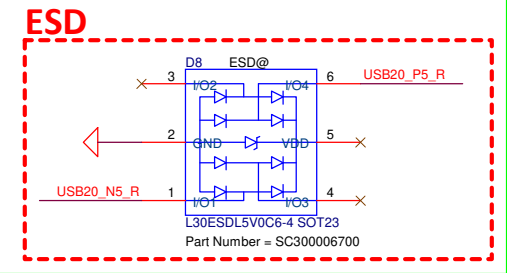 ESD
D8 ESD@
3 I/O2 I/O4 6 USB20_P5_R
2 GND VDD 5
USB20_N5_R 1 I/O1 I/O3 4
L30ESDL5V0C6-4 SOT23
Part Number = SC300006700